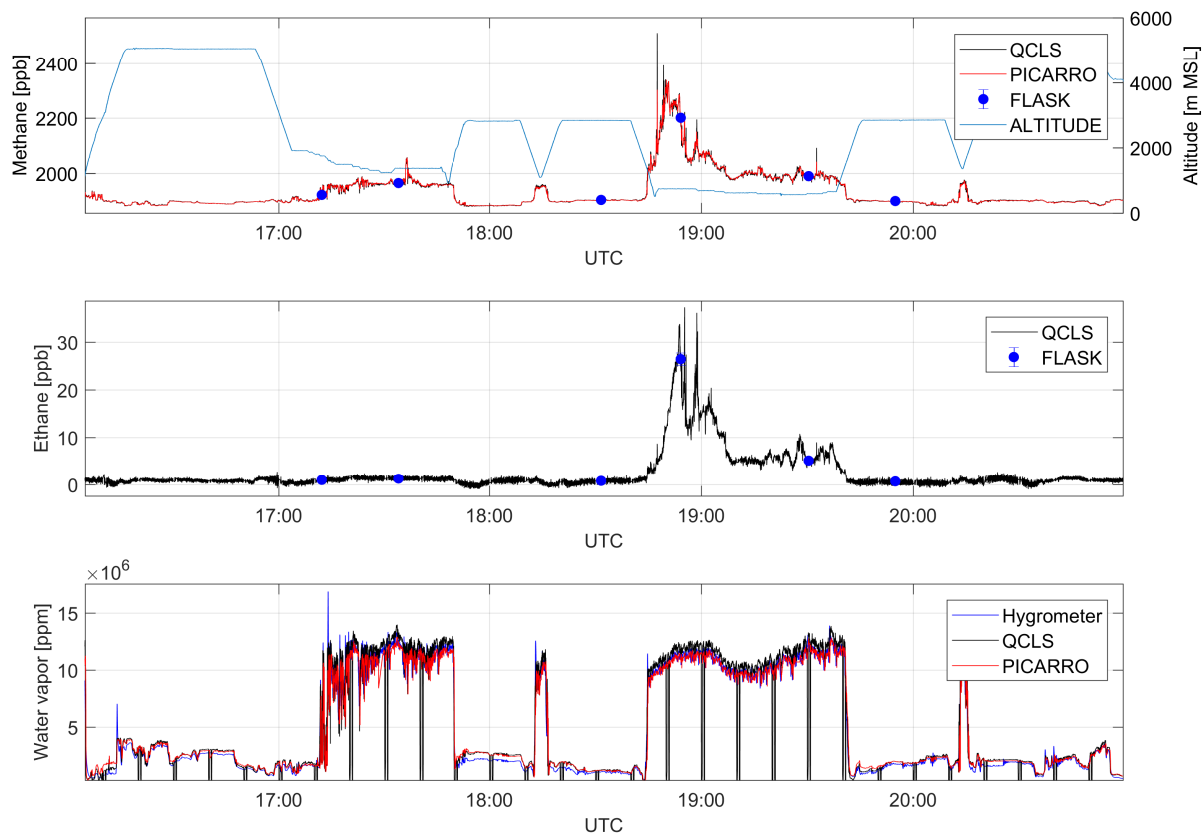 Methane [ppb]
2400
2200
2000
6000
4000
2000
0
Altitude [m MSL]
QCLS
PICARRO
FLASK
ALTITUDE
17:00 18:00 19:00 20:00
UTC
Ethane [ppb]
30
20
10
0
QCLS
FLASK
17:00 18:00 19:00 20:00
UTC
×10⁶
Water vapor [ppm]
15
10
5
Hygrometer
QCLS
PICARRO
17:00 18:00 19:00 20:00
UTC